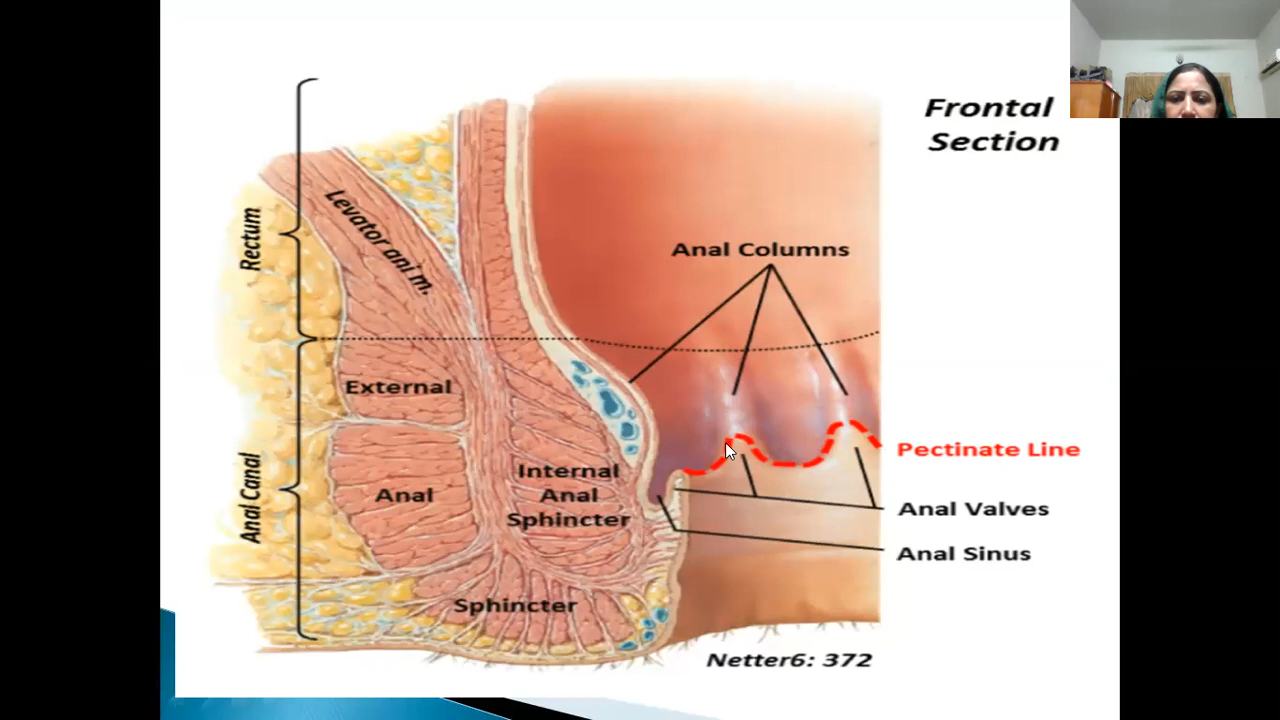 Frontal
Section
Rectum
Levator ani m.
Anal Columns
External
Pectinate Line
Anal Canal
Internal
Anal
Sphincter
Anal
Anal Valves
Anal Sinus
Sphincter
Netter6: 372